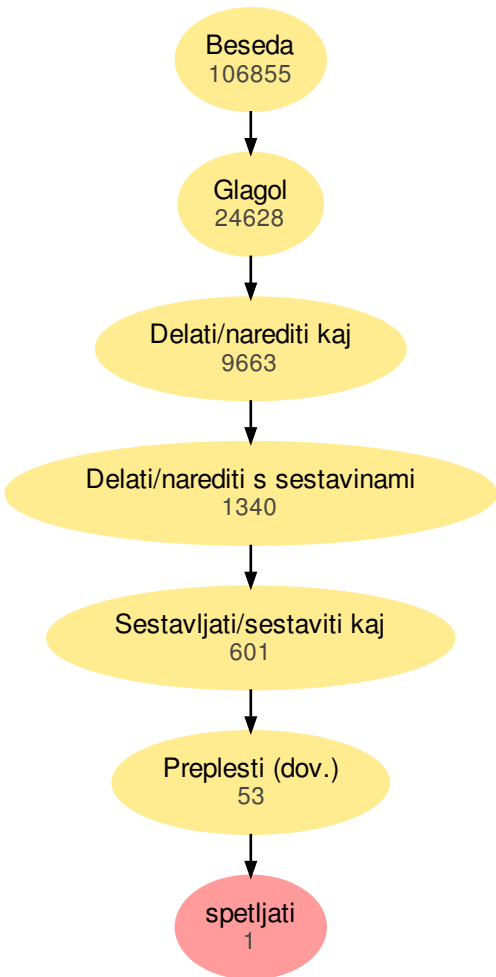 Beseda
106855
Glagol
24628
Delati/narediti kaj
9663
Delati/narediti s sestavinami
1340
Sestavljati/sestaviti kaj
601
Preplesti (dov.)
53
spetljati
1